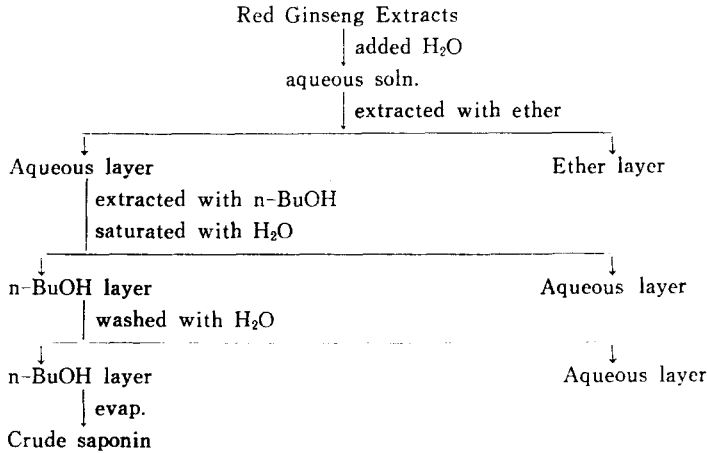 Red Ginseng Extracts
added H₂O
aqueous soln.
extracted with ether
Aqueous layer
Ether layer
extracted with n-BuOH
saturated with H₂O
n-BuOH layer
Aqueous layer
washed with H₂O
n-BuOH layer
Aqueous layer
evap.
Crude saponin